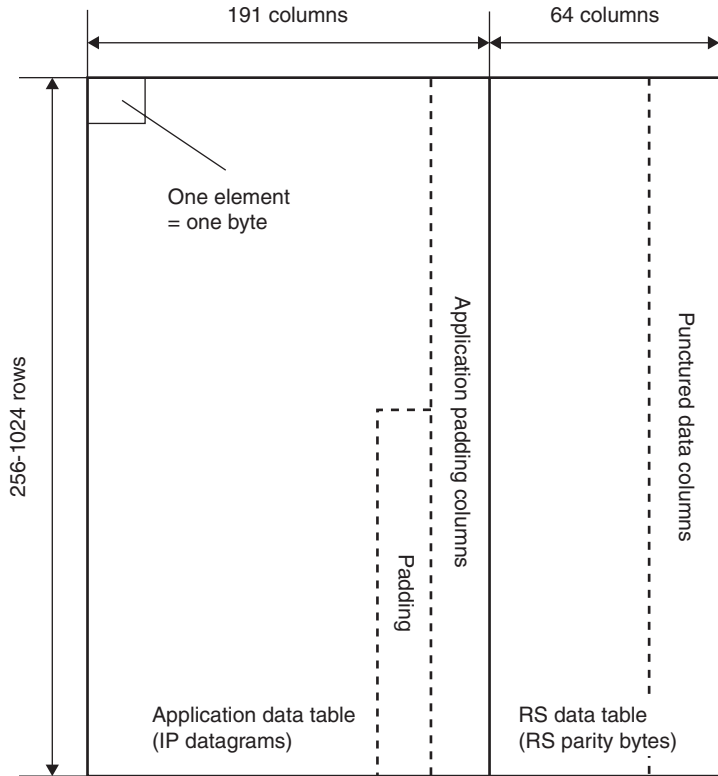 191 columns
64 columns
One element
= one byte
256-1024 rows
Application padding columns
Punctured data columns
Padding
Application data table
(IP datagrams)
RS data table
(RS parity bytes)